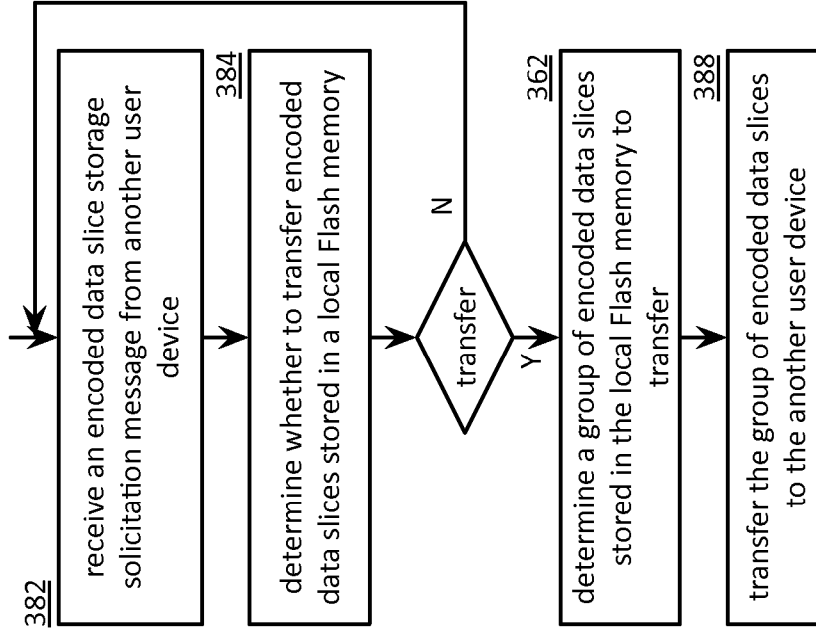 382
receive an encoded data slice storage
solicitation message from another user
device
384
determine whether to transfer encoded
data slices stored in a local Flash memory
transfer
N
Y
362
determine a group of encoded data slices
stored in the local Flash memory to
transfer
388
transfer the group of encoded data slices
to the another user device